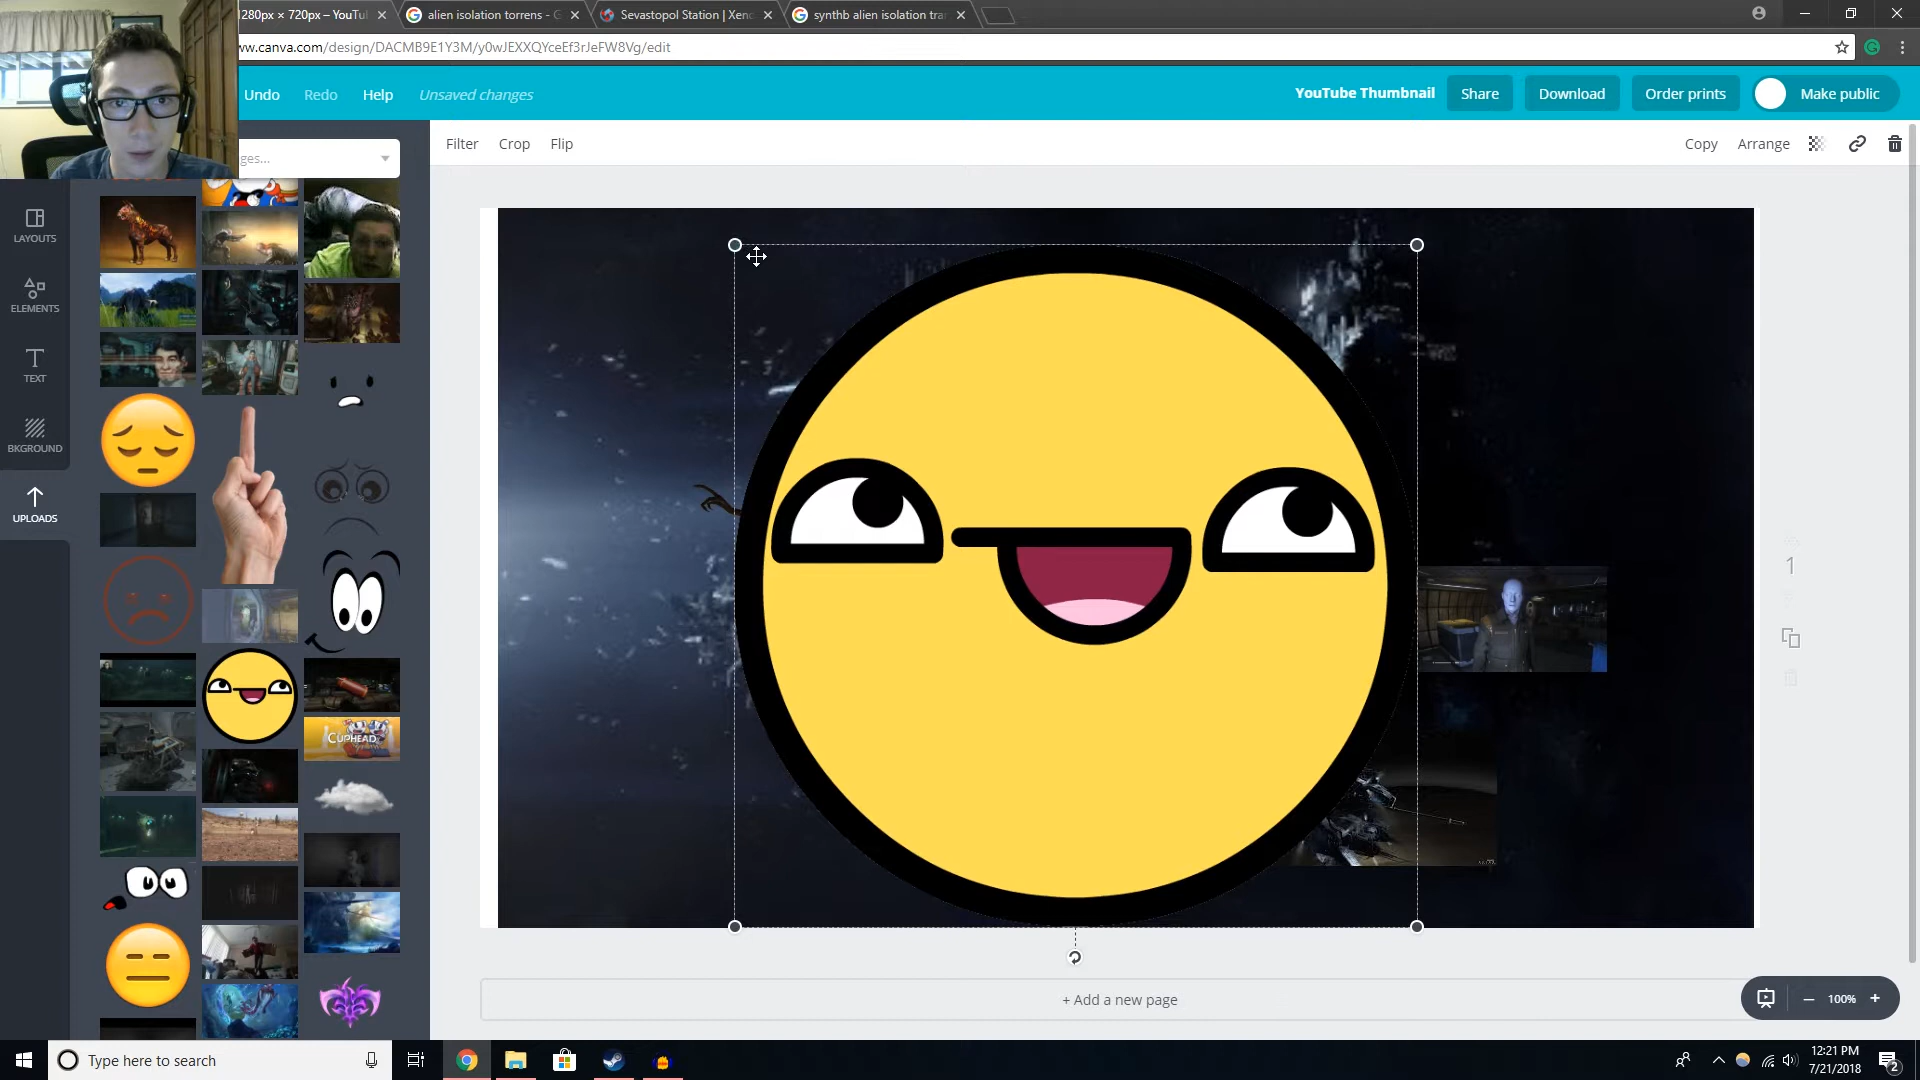 1280px × 720px – YouTu
alien isolation torrens - G
Sevastopol Station | Xeno
synthb alien isolation tra
ww.canva.com/design/DACMB9E1Y3M/y0wJEXXQYceEf3rJeFW8Vg/edit
Undo
Redo
Help
Unsaved changes
YouTube Thumbnail
Share
Download
Order prints
Make public
ges...
Filter
Crop
Flip
Copy
Arrange
LAYOUTS
ELEMENTS
TEXT
BKGROUND
UPLOADS
CUPHEAD
1
+ Add a new page
100%
Type here to search
12:21 PM
7/21/2018
2